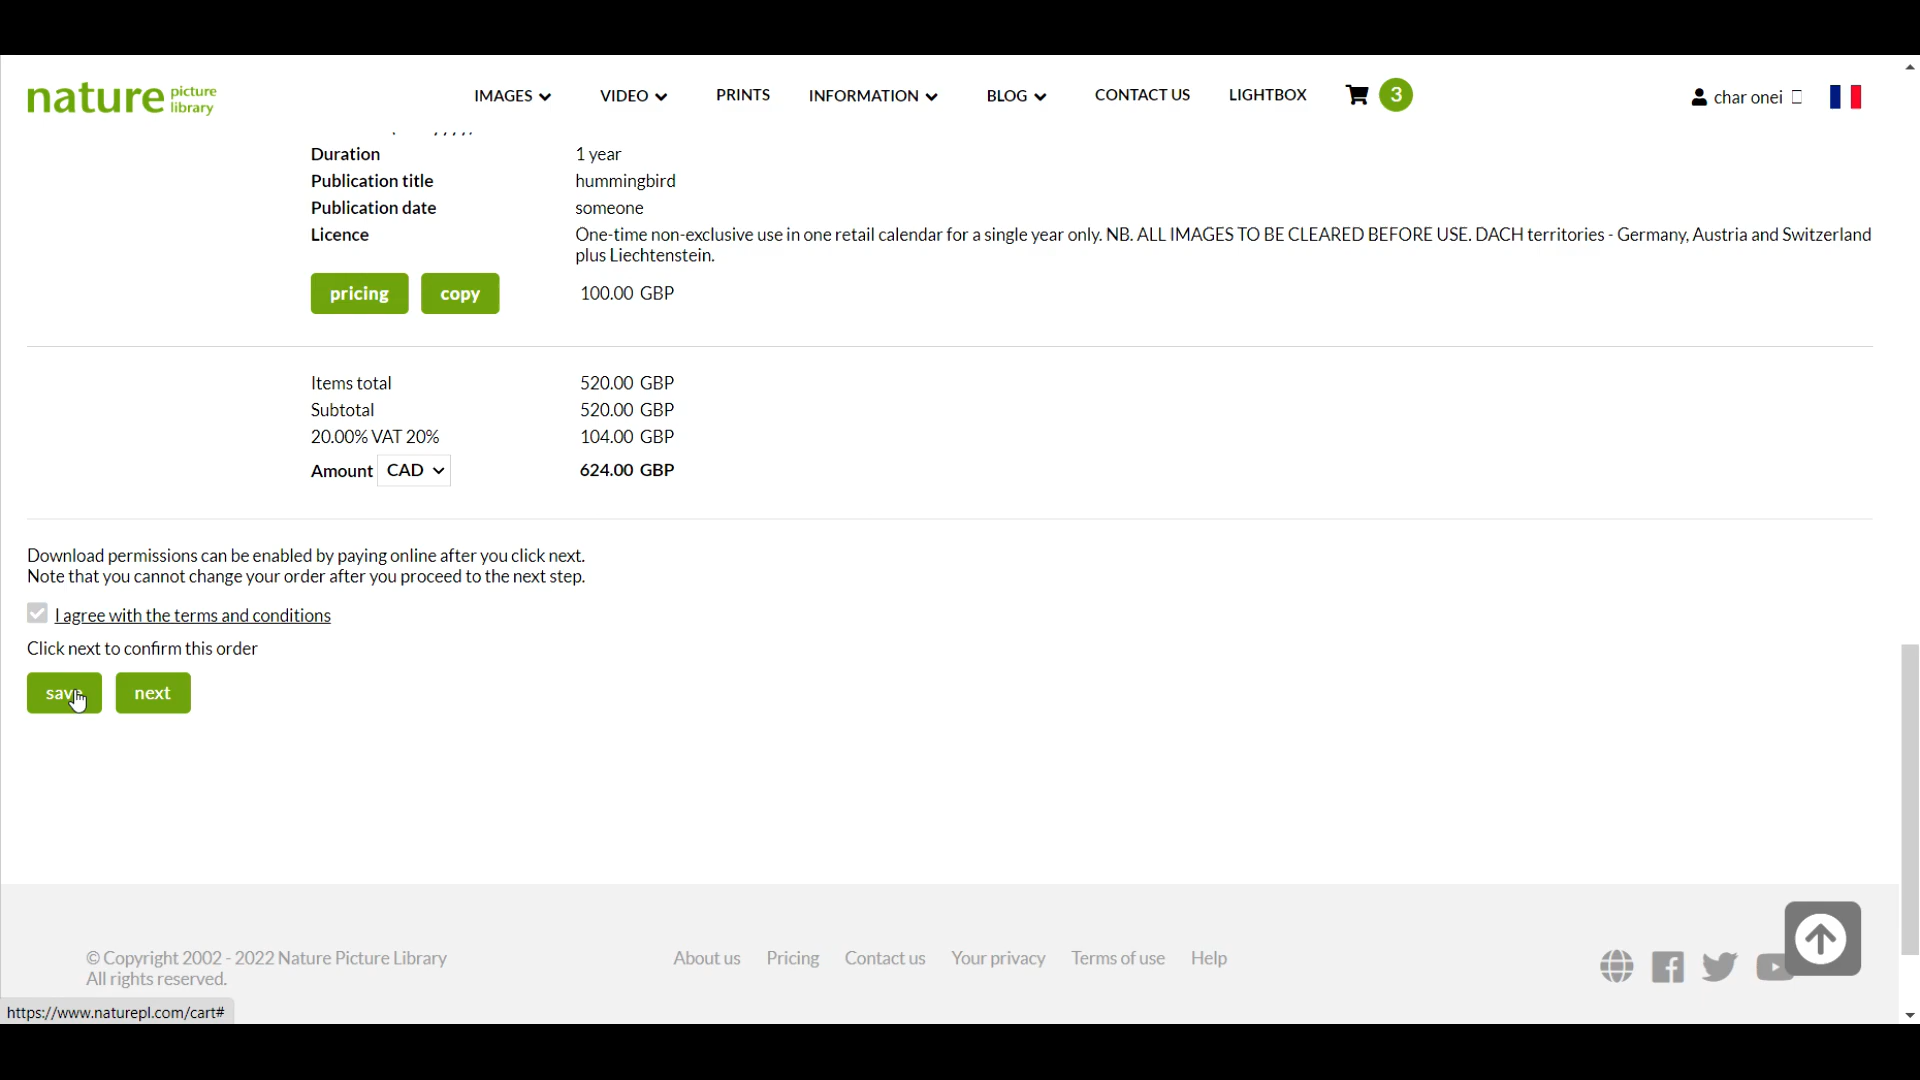 nature picture library
IMAGES VIDEO PRINTS INFORMATION BLOG CONTACT US LIGHTBOX 3 char onei
Duration 1 year
Publication title hummingbird
Publication date someone
Licence One-time non-exclusive use in one retail calendar for a single year only. NB. ALL IMAGES TO BE CLEARED BEFORE USE. DACH territories - Germany, Austria and Switzerland
plus Liechtenstein.
pricing copy 100.00 GBP
Items total 520.00 GBP
Subtotal 520.00 GBP
20.00% VAT 20% 104.00 GBP
Amount CAD 624.00 GBP
Download permissions can be enabled by paying online after you click next.
Note that you cannot change your order after you proceed to the next step.
I agree with the terms and conditions
Click next to confirm this order
save next
© Copyright 2002 - 2022 Nature Picture Library
All rights reserved.
About us Pricing Contact us Your privacy Terms of use Help
https://www.naturepl.com/cart#